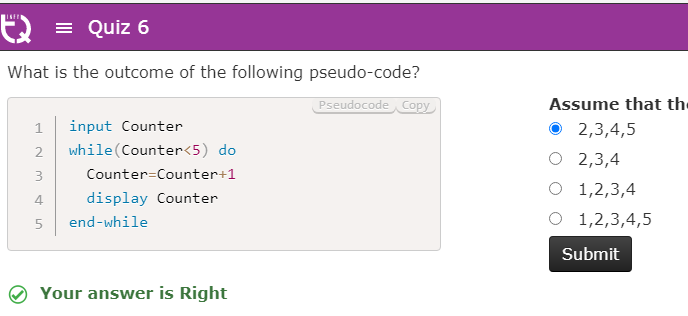 Quiz 6
What is the outcome of the following pseudo-code?
Pseudocode Copy
1 input Counter
2 while(Counter<5) do
3 Counter=Counter+1
4 display Counter
5 end-while
Assume that
2,3,4,5
2,3,4
1,2,3,4
1,2,3,4,5
Submit
Your answer is Right